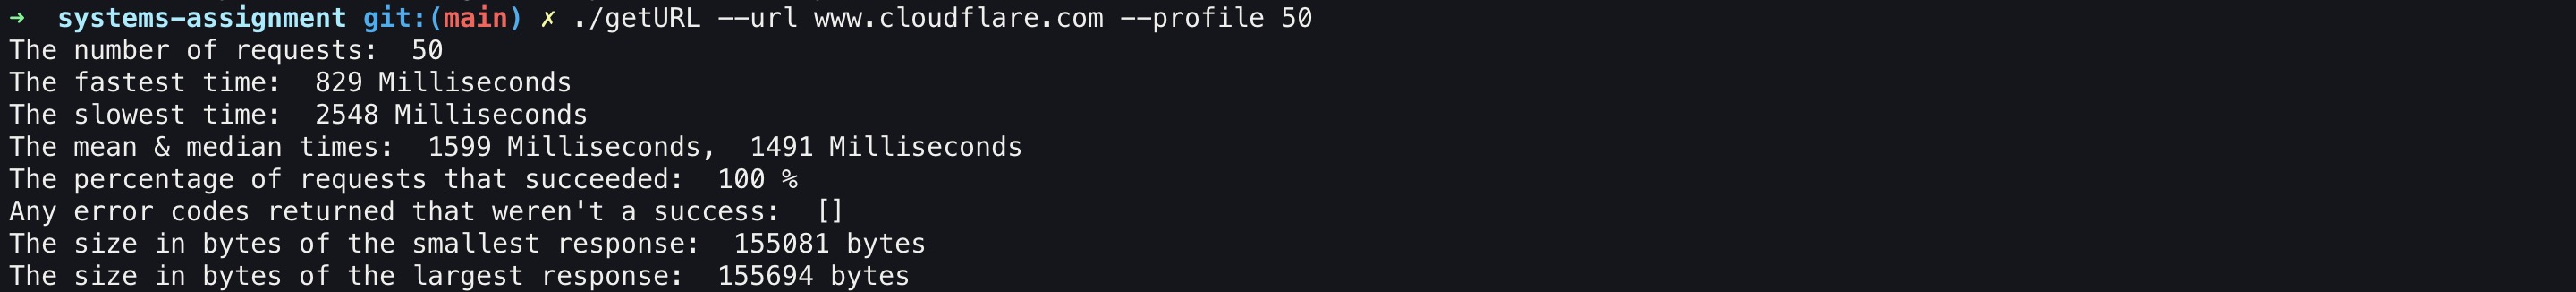 ➜  systems-assignment git:(main) ✗ ./getURL --url www.cloudflare.com --profile 50
The number of requests:  50
The fastest time:  829 Milliseconds
The slowest time:  2548 Milliseconds
The mean & median times:  1599 Milliseconds,  1491 Milliseconds
The percentage of requests that succeeded:  100 %
Any error codes returned that weren't a success:  []
The size in bytes of the smallest response:  155081 bytes
The size in bytes of the largest response:  155694 bytes